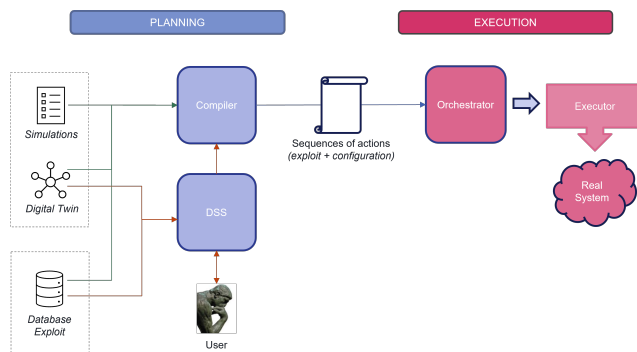 PLANNING
EXECUTION
Simulations
Compiler
Sequences of actions
(exploit + configuration)
Orchestrator
Executor
Digital Twin
DSS
Real
System
Database
Exploit
User